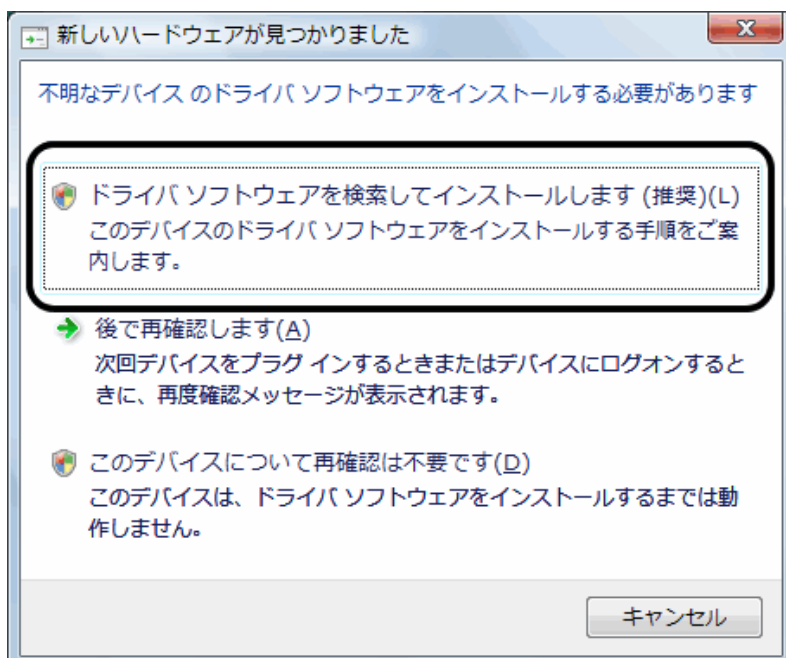 新しいハードウェアが見つかりました
不明なデバイス のドライバ ソフトウェアをインストールする必要があります
ドライバ ソフトウェアを検索してインストールします (推奨)(L)
このデバイスのドライバ ソフトウェアをインストールする手順をご案
内します。
後で再確認します(A)
次回デバイスをプラグ インするときまたはデバイスにログオンすると
きに、再度確認メッセージが表示されます。
このデバイスについて再確認は不要です(D)
このデバイスは、ドライバ ソフトウェアをインストールするまでは動
作しません。
キャンセル